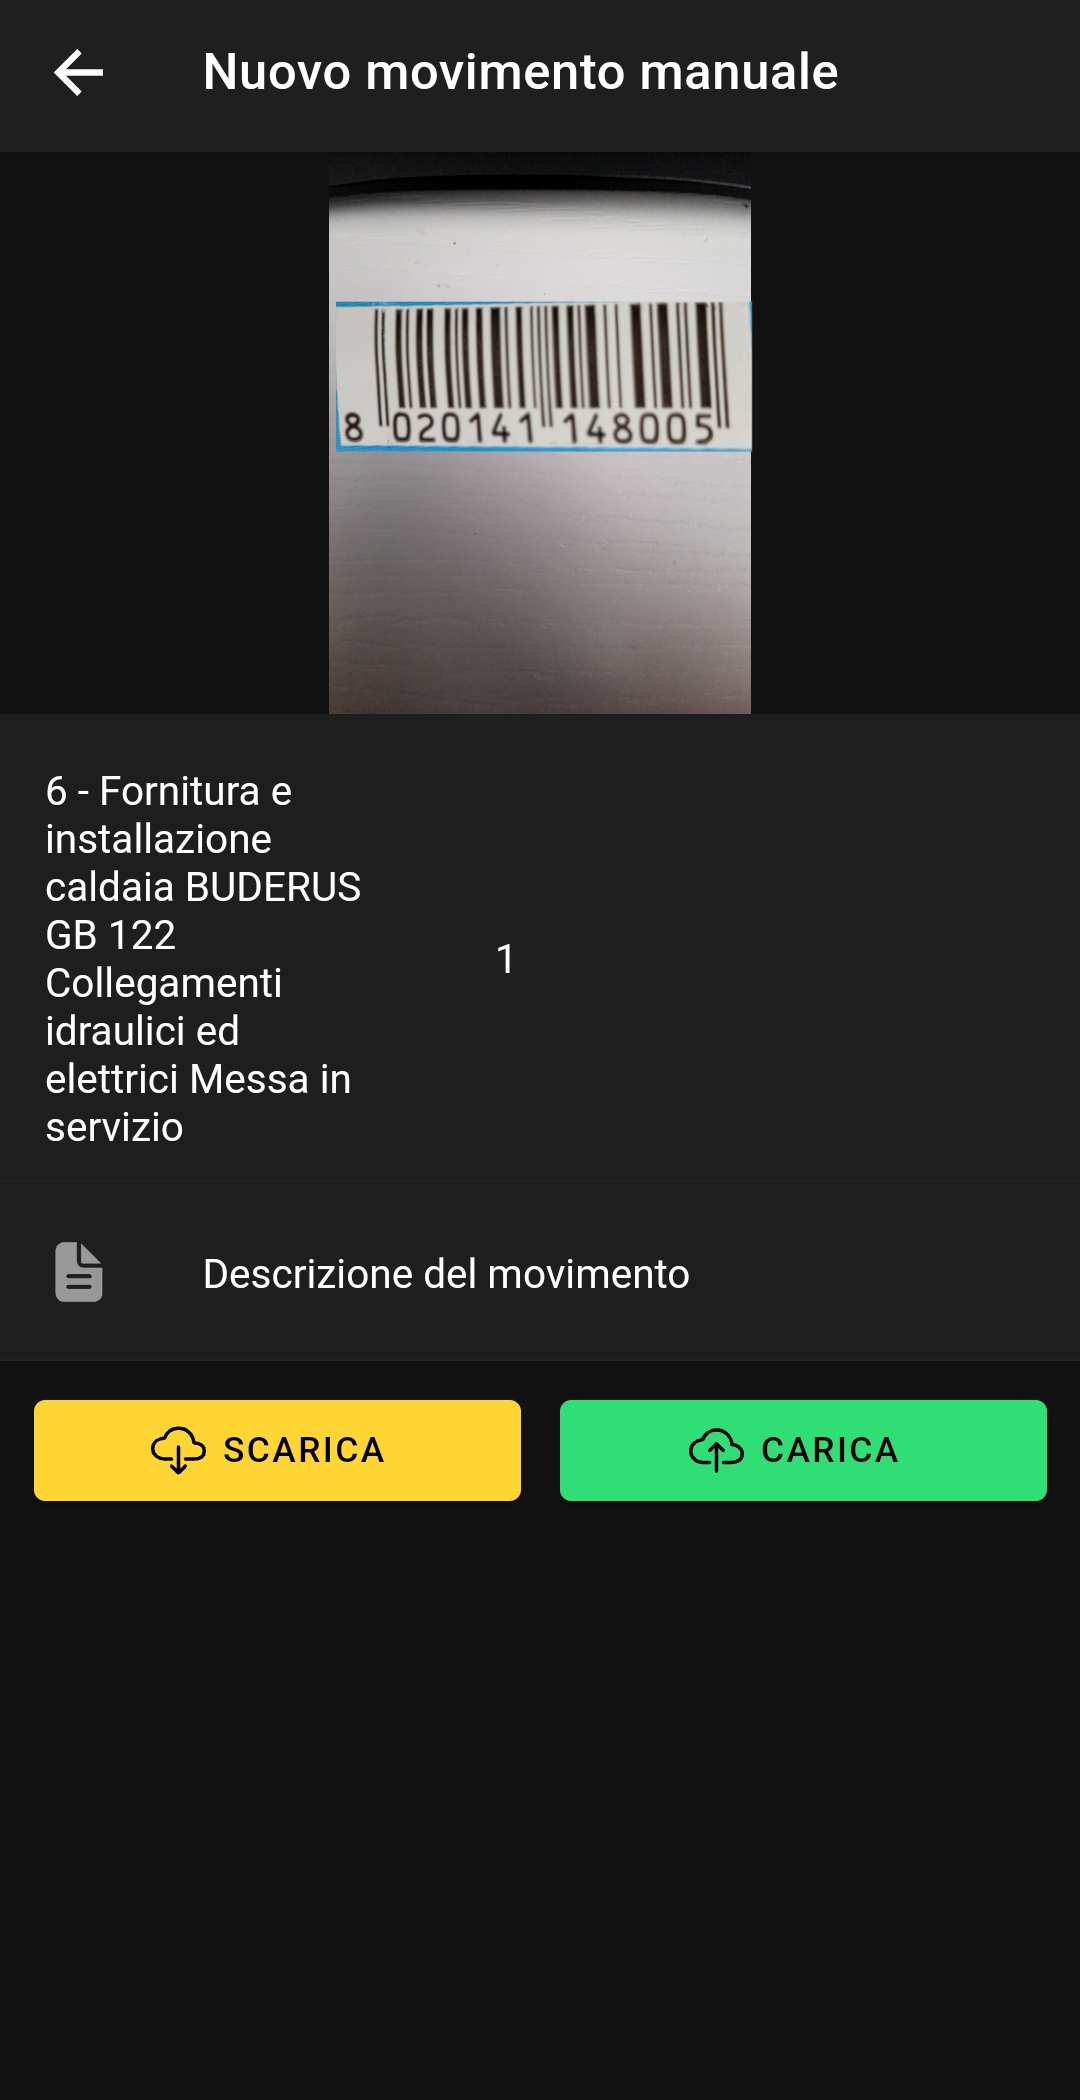 Nuovo movimento manuale
8 020141 148005
6 - Fornitura e
installazione
caldaia BUDERUS
GB 122
Collegamenti
idraulici ed
elettrici Messa in
servizio
1
Descrizione del movimento
SCARICA
CARICA